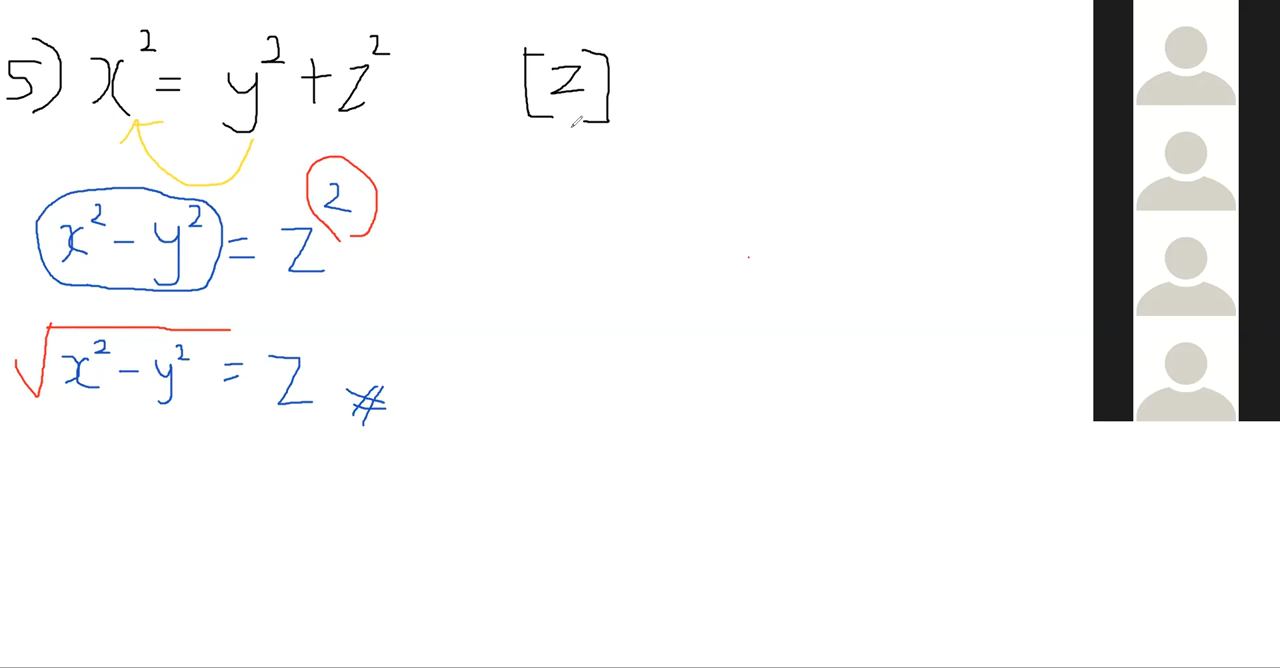 5) x² = y² + z² [z]
x² - y² = z²
√x² - y² = z #